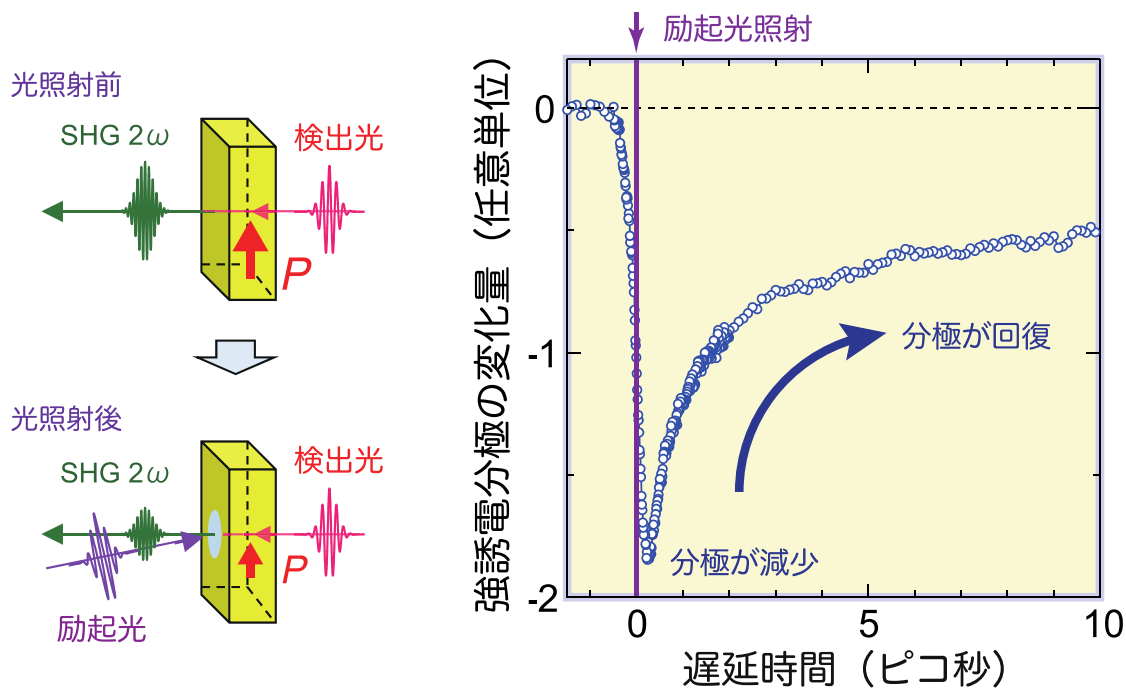 光照射前
SHG 2ω
検出光
P
光照射後
SHG 2ω
検出光
P
励起光
励起光照射
強誘電分極の変化量（任意単位）
0
-1
-2
分極が回復
分極が減少
0
5
10
遅延時間（ピコ秒）